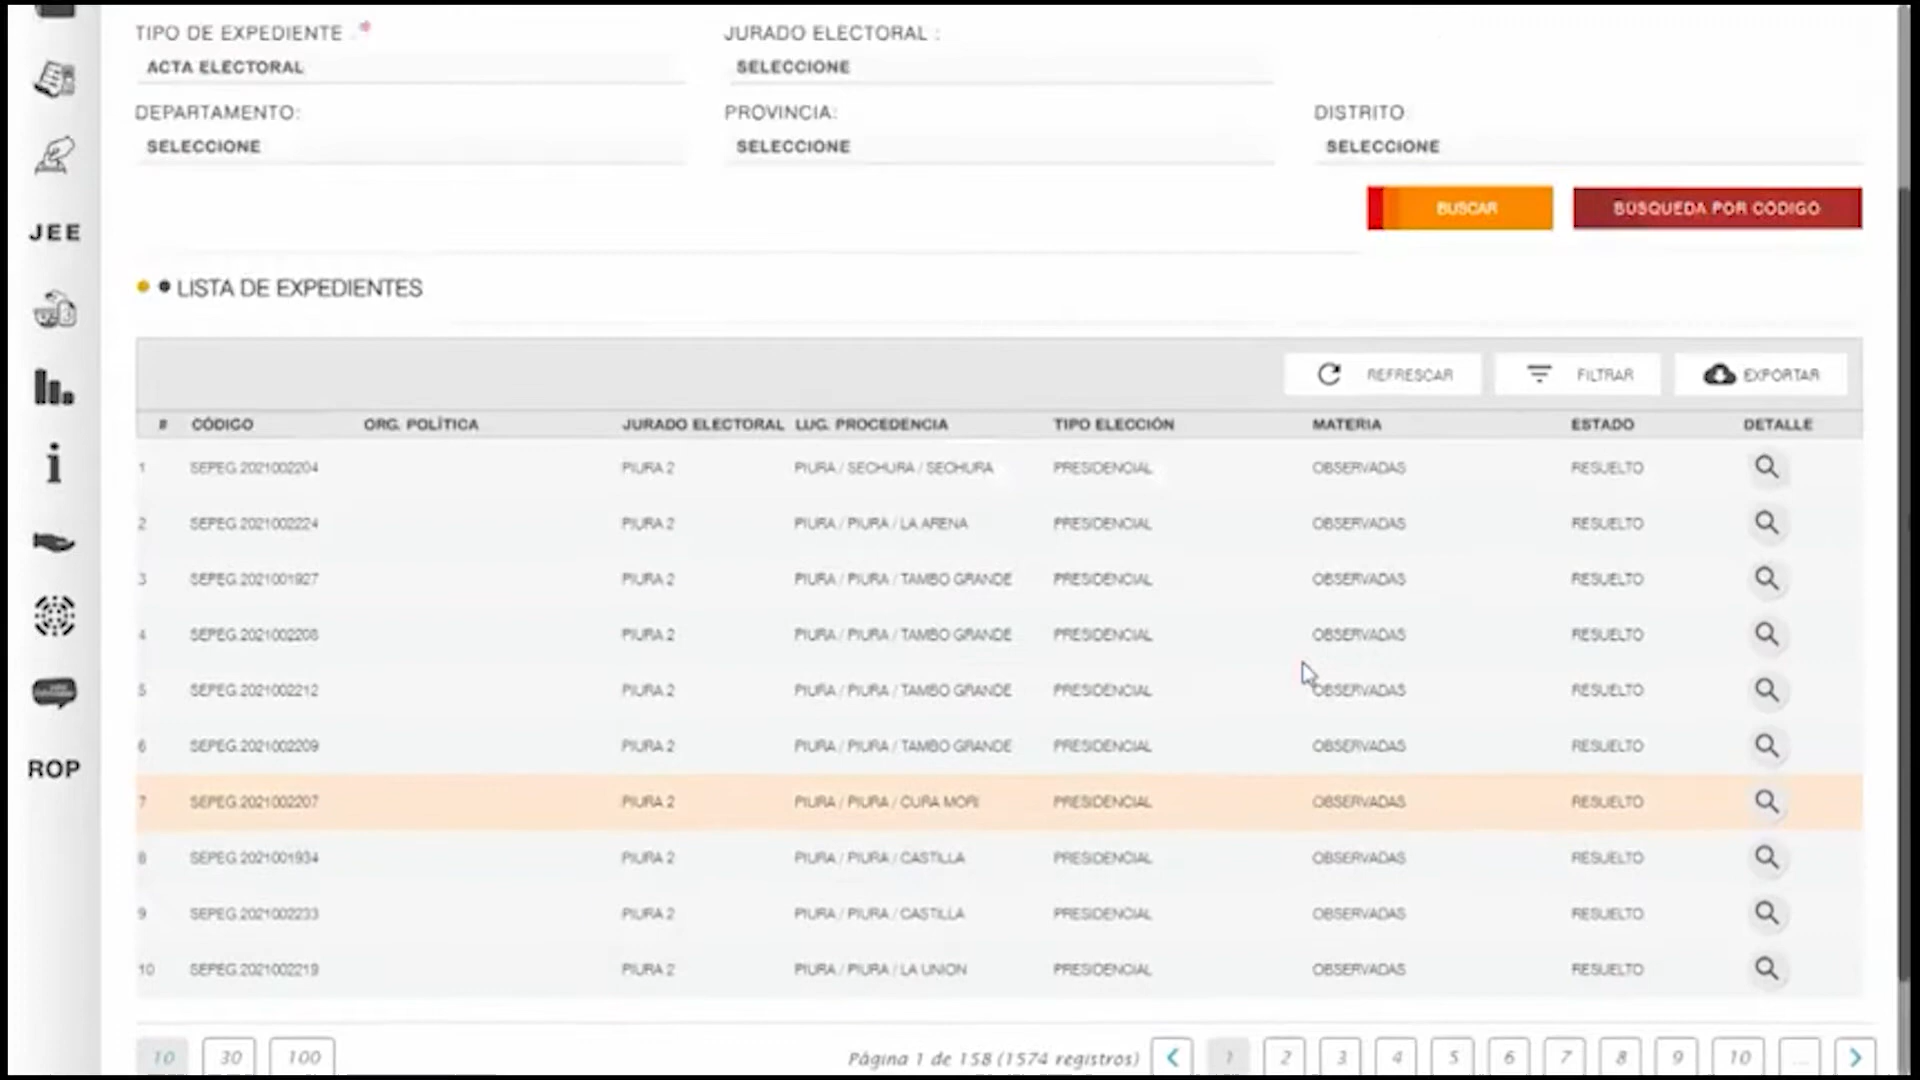 TIPO DE EXPEDIENTE : *
JURADO ELECTORAL :
ACTA ELECTORAL
SELECCIONE
DEPARTAMENTO:
PROVINCIA:
DISTRITO
SELECCIONE
SELECCIONE
SELECCIONE
BUSCAR
BÚSQUEDA POR CÓDIGO
JEE
LISTA DE EXPEDIENTES
REFRESCAR
FILTRAR
EXPORTAR
# CÓDIGO ORG. POLÍTICA JURADO ELECTORAL LUG. PROCEDENCIA TIPO ELECCIÓN MATERIA ESTADO DETALLE
1 SEPEG.2021002204 PIURA 2 PIURA / SECHURA / SECHURA PRESIDENCIAL OBSERVADAS RESUELTO
2 SEPEG.2021002224 PIURA 2 PIURA / PIURA / LA ARENA PRESIDENCIAL OBSERVADAS RESUELTO
3 SEPEG.2021001927 PIURA 2 PIURA / PIURA / TAMBO GRANDE PRESIDENCIAL OBSERVADAS RESUELTO
4 SEPEG.2021002206 PIURA 2 PIURA / PIURA / TAMBO GRANDE PRESIDENCIAL OBSERVADAS RESUELTO
5 SEPEG.2021002212 PIURA 2 PIURA / PIURA / TAMBO GRANDE PRESIDENCIAL OBSERVADAS RESUELTO
6 SEPEG.2021002209 PIURA 2 PIURA / PIURA / TAMBO GRANDE PRESIDENCIAL OBSERVADAS RESUELTO
7 SEPEG.2021002207 PIURA 2 PIURA / PIURA / CURA MORI PRESIDENCIAL OBSERVADAS RESUELTO
8 SEPEG.2021001934 PIURA 2 PIURA / PIURA / CASTILLA PRESIDENCIAL OBSERVADAS RESUELTO
9 SEPEG.2021002233 PIURA 2 PIURA / PIURA / CASTILLA PRESIDENCIAL OBSERVADAS RESUELTO
10 SEPEG.2021002219 PIURA 2 PIURA / PIURA / LA UNION PRESIDENCIAL OBSERVADAS RESUELTO
ROP
10 30 100
Página 1 de 158 (1574 registros)
1 2 3 4 5 6 7 8 9 10 ...